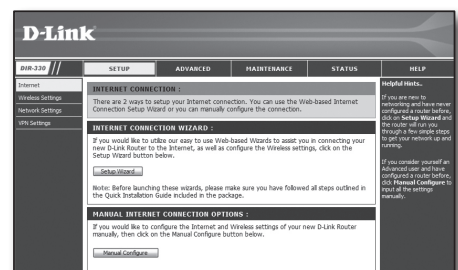 D-Link
DIR-330 // SETUP ADVANCED MAINTENANCE STATUS HELP
Internet
Wireless Settings
Network Settings
VPN Settings
INTERNET CONNECTION :
There are 2 ways to setup your Internet connection. You can use the Web-based Internet
Connection Setup Wizard or you can manually configure the connection.
INTERNET CONNECTION WIZARD :
If you would like to utilize our easy to use Web-based Wizards to assist you in connecting your
new D-Link Router to the Internet, as well as configure the Wireless settings, click on the
Setup Wizard button below.
Setup Wizard
Note: Before launching these wizards, please make sure you have followed all steps outlined in
the Quick Installation Guide included in the package.
MANUAL INTERNET CONNECTION OPTIONS :
If you would like to configure the Internet and Wireless settings of your new D-Link Router
manually, then click on the Manual Configure button below.
Manual Configure
Helpful Hints..
If you are new to
networking and have never
configured a router before,
click on Setup Wizard and
the router will run you
through a few simple steps
to get your network up and
running.
If you consider yourself an
Advanced user and have
configured a router before,
click Manual Configure to
input all the settings
manually.